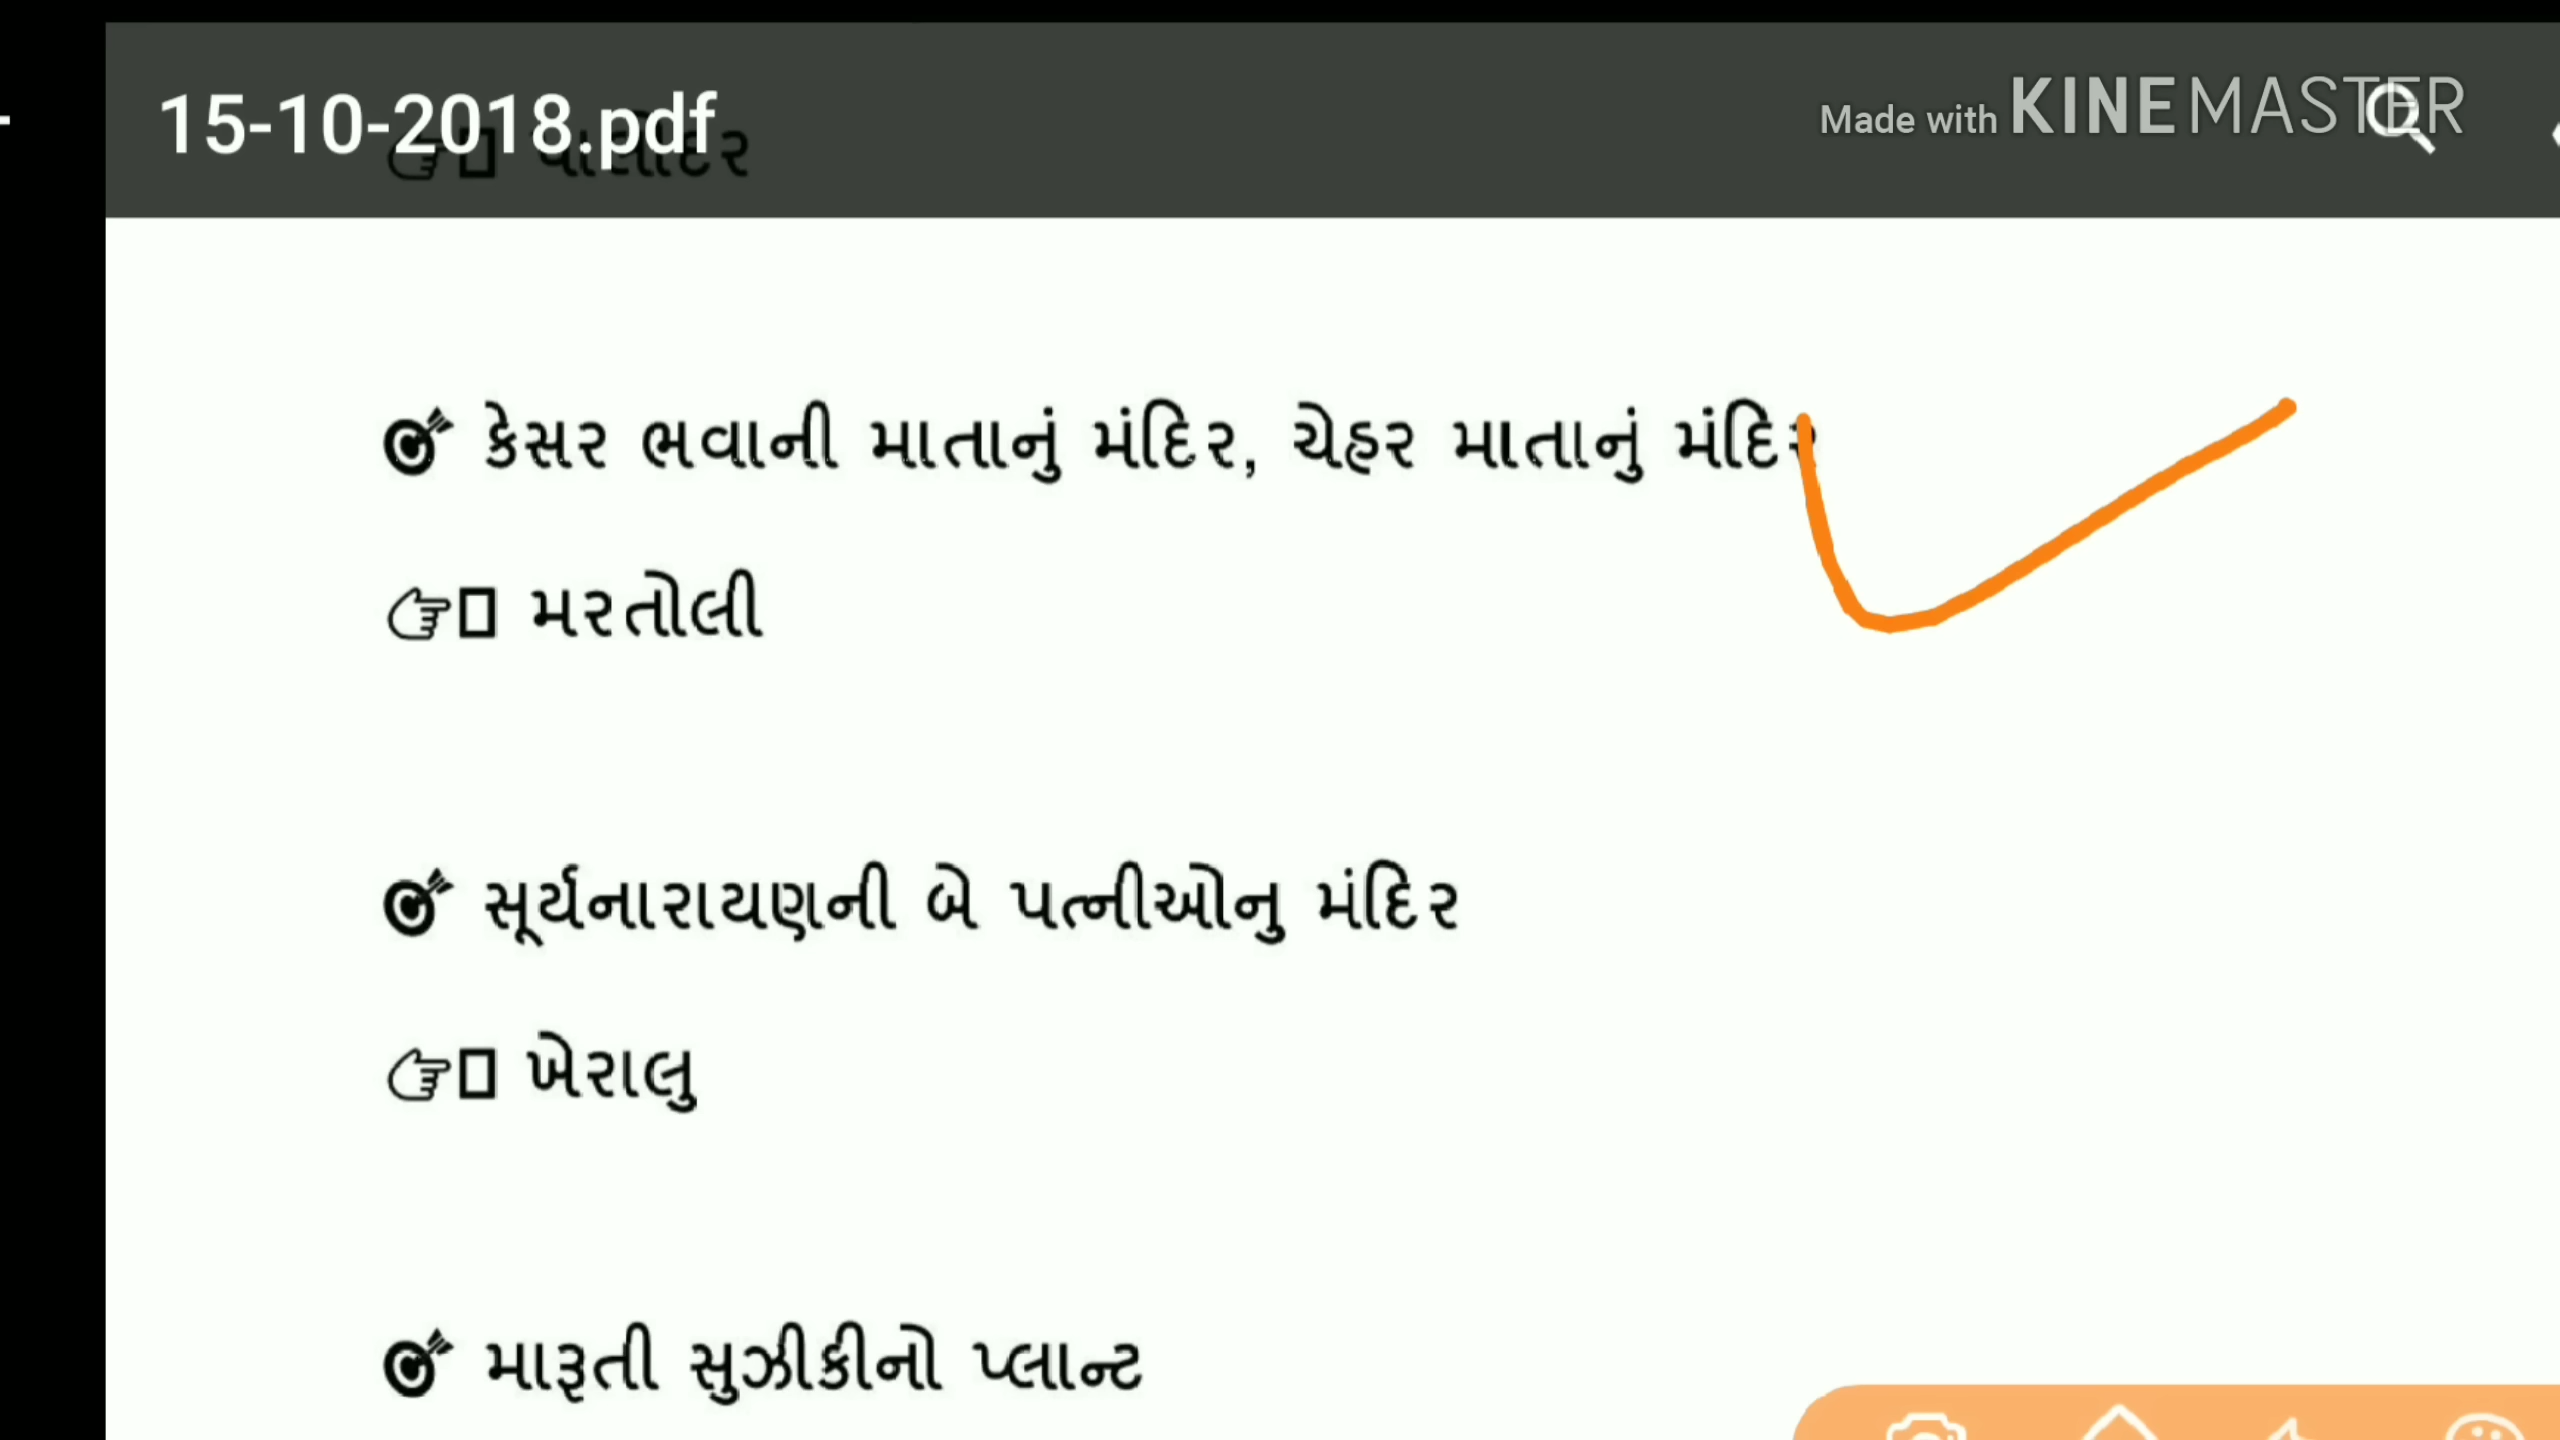 15-10-2018.pdf
Made with KINEMASTER
કેસર ભવાની માતાનું મંદિર, ચેહર માતાનું મંદિર
મરતોલી
સૂર્યનારાયણની બે પત્નીઓનુ મંદિર
ખેરાલુ
મારૂતી સુઝીકીનો પ્લાન્ટ